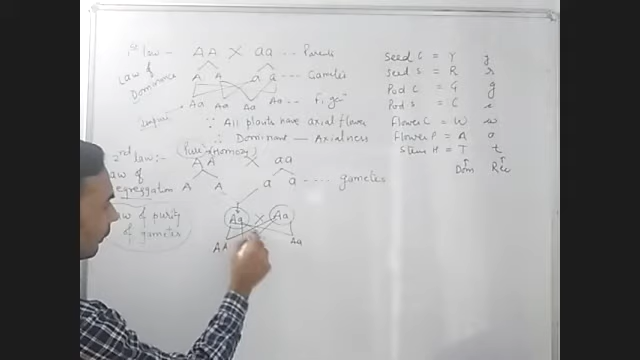 1st law - AA X aa ... Parents
Law of A A a a .... Gametes
Dominance
Aa Aa Aa Aa ... F1 gen
∵ All plants have axial flower
∴ Dominant — Axialness
2nd law :- Pure (Homozy)
AA X aa
Law of
segreggation A A a a .... gametes
Law of purity
of gametes
Aa X Aa
AA Aa
Seed C = Y y
Seed S = R r
Pod C = G g
Pod S = C c
Flower C = W w
Flower P = A a
Stem H = T t
↑ ↑
Dom Rec